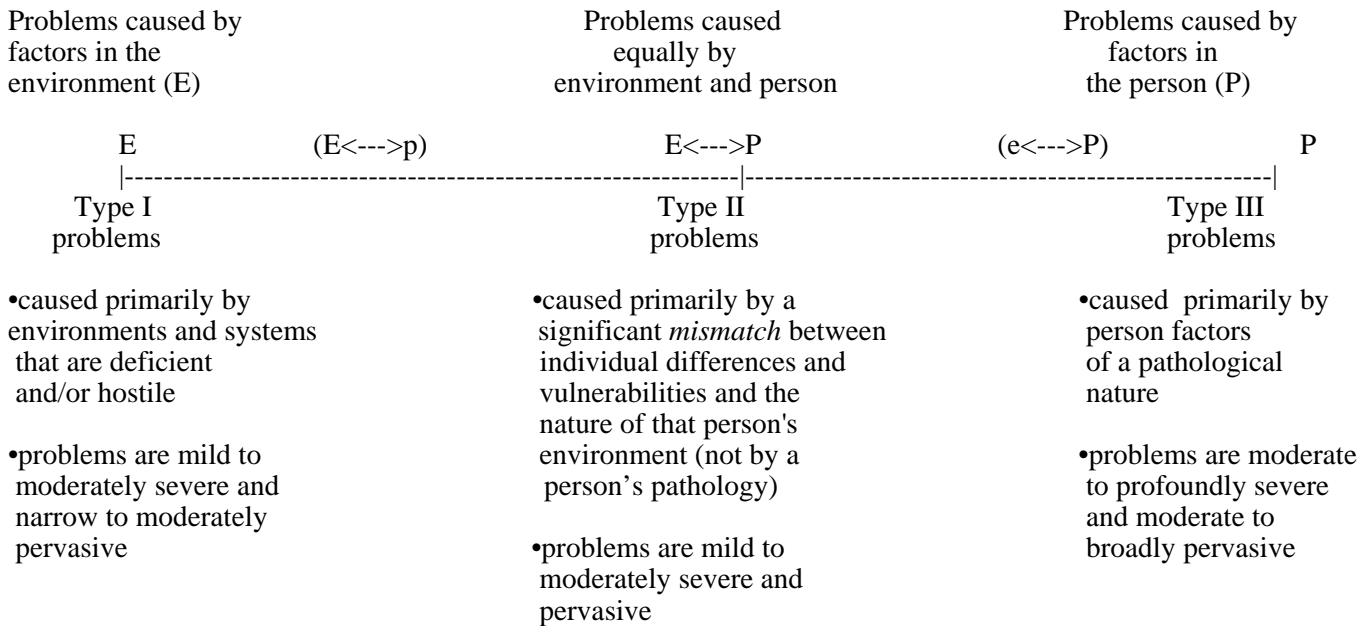 Problems caused by
factors in the
environment (E)
Problems caused
equally by
environment and person
Problems caused by
factors in
the person (P)
E (E<--->p) E<--->P (e<--->P) P
|---------------------------------------------------------------|------------------------------------------------------|
Type I
problems
Type II
problems
Type III
problems
•caused primarily by
environments and systems
that are deficient
and/or hostile
•problems are mild to
moderately severe and
narrow to moderately
pervasive
•caused primarily by a
significant mismatch between
individual differences and
vulnerabilities and the
nature of that person's
environment (not by a
person’s pathology)
•problems are mild to
moderately severe and
pervasive
•caused primarily by
person factors
of a pathological
nature
•problems are moderate
to profoundly severe
and moderate to
broadly pervasive